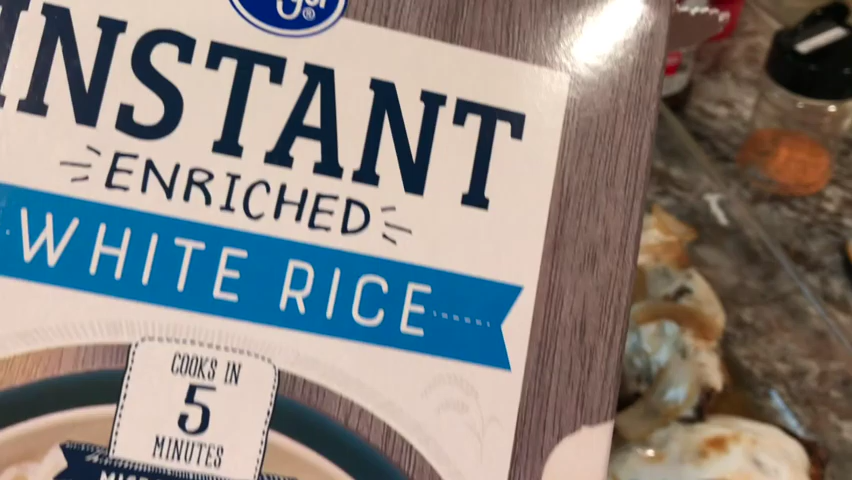 INSTANT
ENRICHED
WHITE RICE
COOKS IN
5
MINUTES